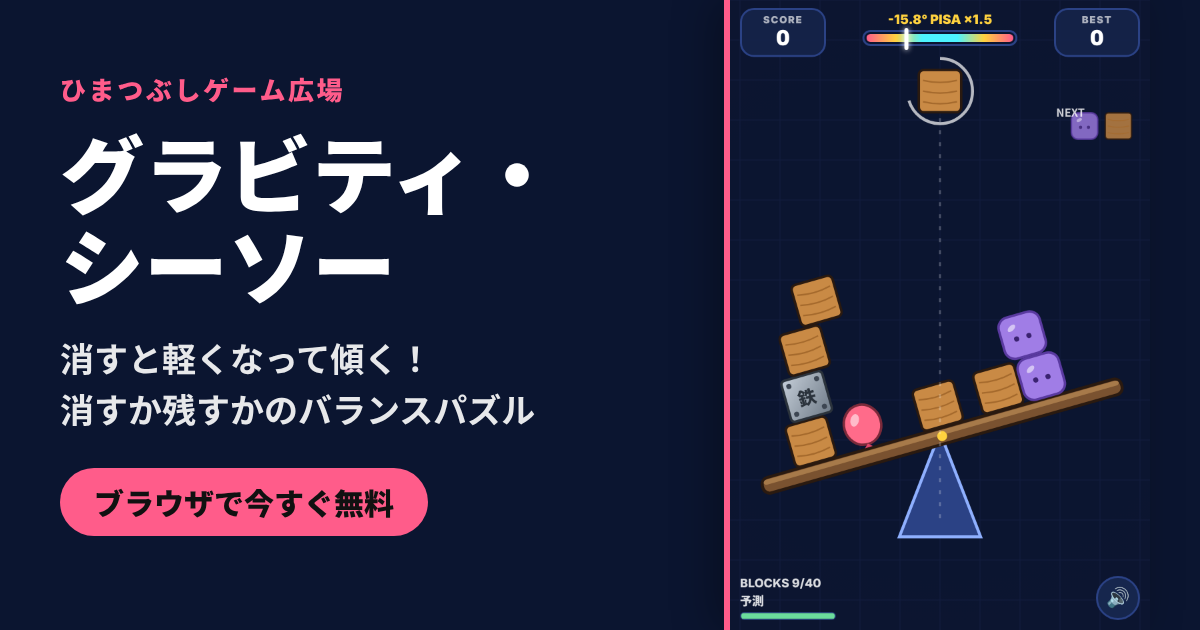 ひまつぶしゲーム広場
グラビティ・
シーソー
消すと軽くなって傾く！
消すか残すかのバランスパズル
ブラウザで今すぐ無料
SCORE
0
-15.8° PISA ×1.5
BEST
0
NEXT
鉄
BLOCKS 9/40
予測